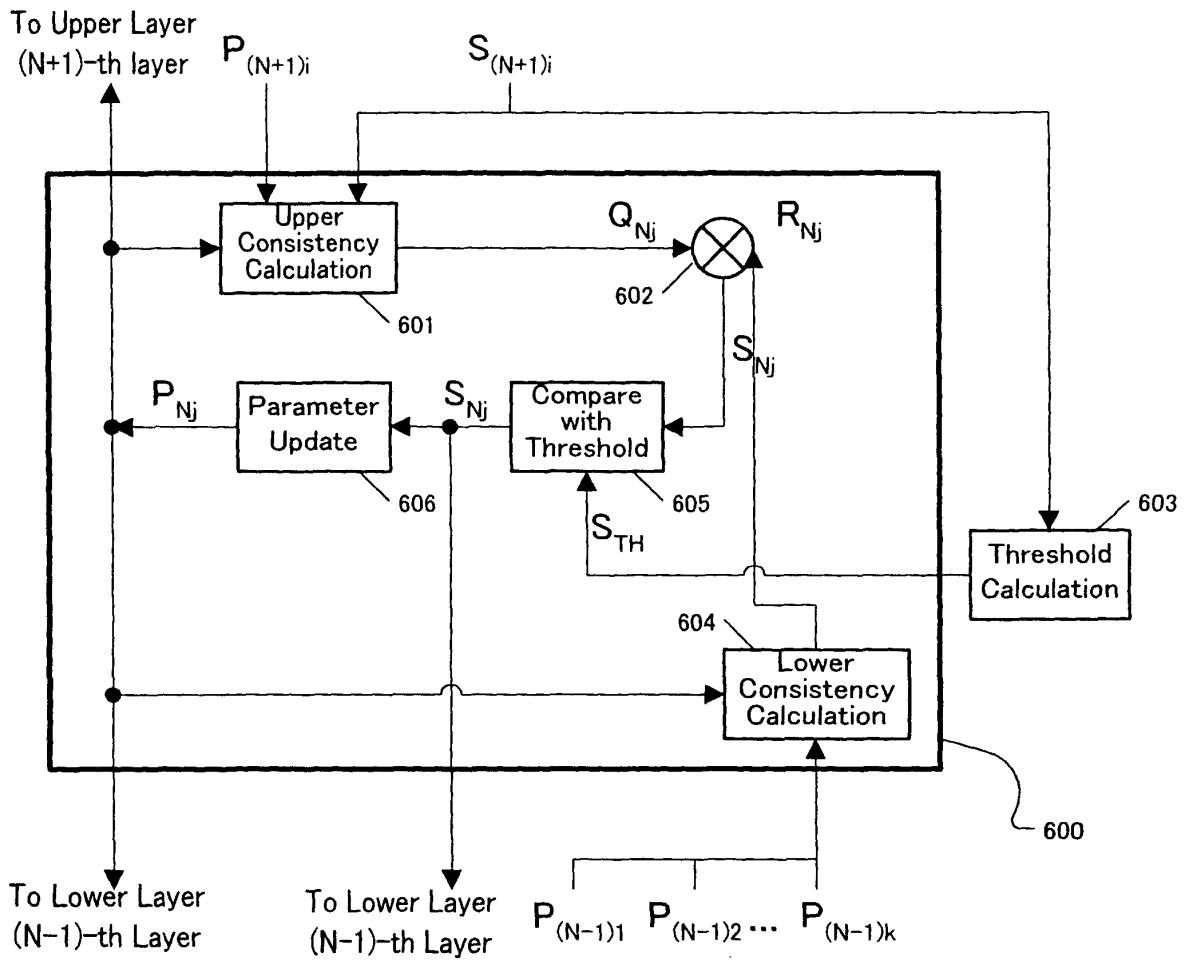 To Upper Layer
(N+1)-th layer
P(N+1)i
S(N+1)i
Upper
Consistency
Calculation
601
QNj
RNj
602
SNj
PNj
Parameter
Update
606
SNj
Compare
with
Threshold
605
STH
603
Threshold
Calculation
604
Lower
Consistency
Calculation
600
To Lower Layer
(N-1)-th Layer
To Lower Layer
(N-1)-th Layer
P(N-1)1 P(N-1)2 ... P(N-1)k